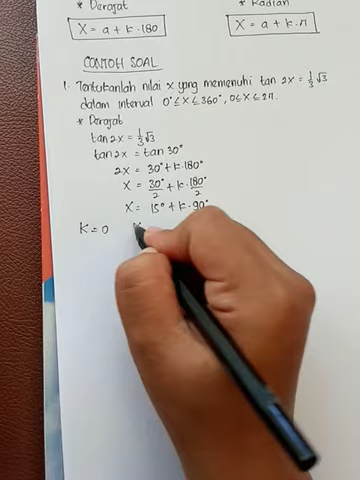 * Derajat
* Radian
X = a + k.180
X = a + k.π
CONTOH SOAL
1. Tentukanlah nilai x yang memenuhi tan 2x = 1/3 √3
dalam interval 0° ≤ x ≤ 360°, 0 ≤ x ≤ 2π.
* Derajat
tan 2x = 1/3 √3
tan 2x = tan 30°
2x = 30° + k.180°
x = 30°/2 + k.180°/2
x = 15° + k.90°
K = 0